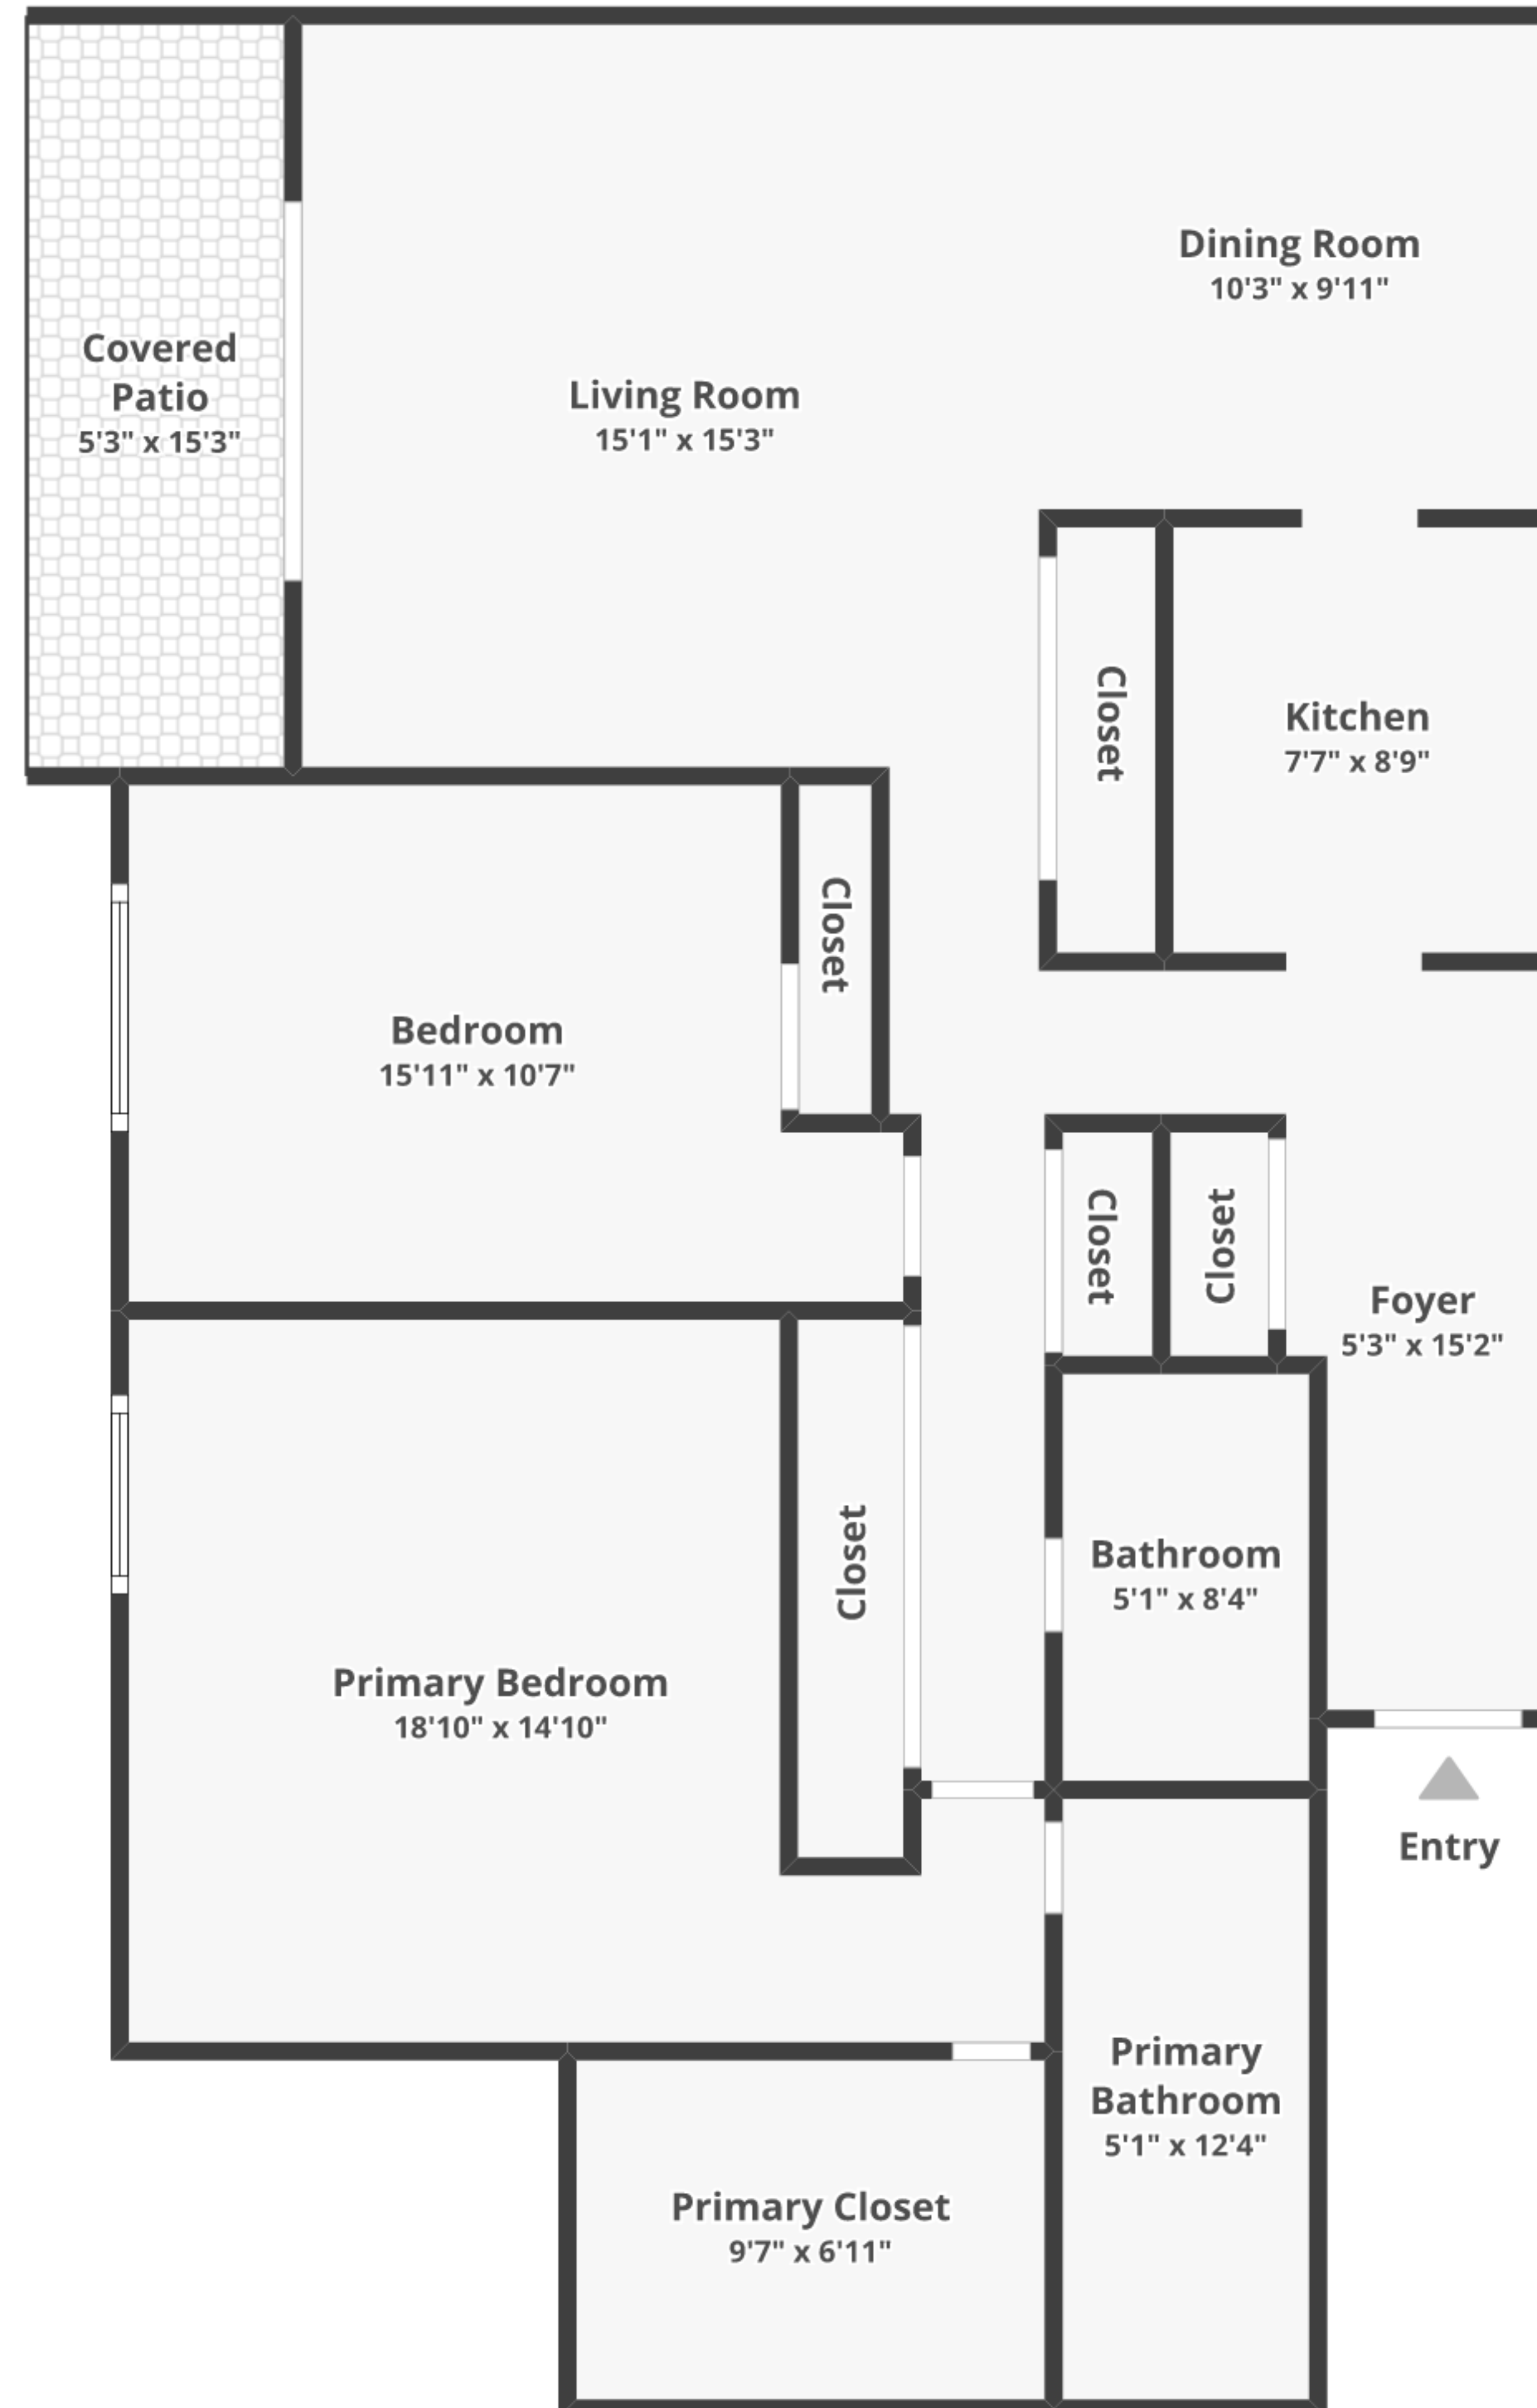 Dining Room
10'3" x 9'11"
Covered
Patio
5'3" x 15'3"
Living Room
15'1" x 15'3"
Closet
Kitchen
7'7" x 8'9"
Closet
Bedroom
15'11" x 10'7"
Closet
Closet
Foyer
5'3" x 15'2"
Closet
Bathroom
5'1" x 8'4"
Primary Bedroom
18'10" x 14'10"
Entry
Primary
Bathroom
5'1" x 12'4"
Primary Closet
9'7" x 6'11"